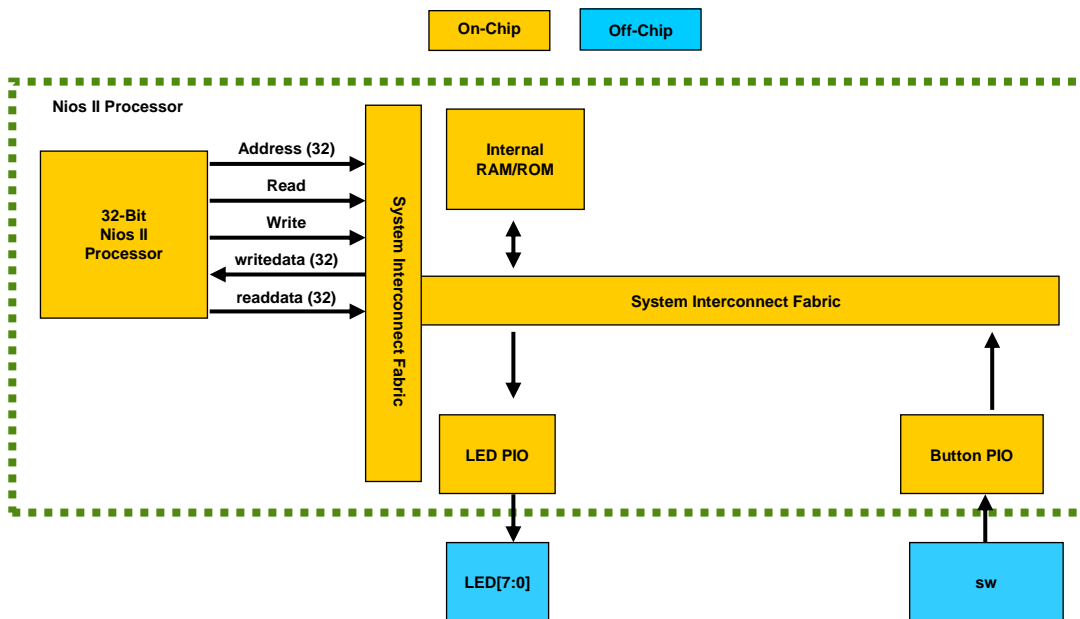 On-Chip
Off-Chip
Nios II Processor
32-Bit
Nios II
Processor
Address (32)
Read
Write
writedata (32)
readdata (32)
System Interconnect Fabric
Internal
RAM/ROM
System Interconnect Fabric
LED PIO
Button PIO
LED[7:0]
sw